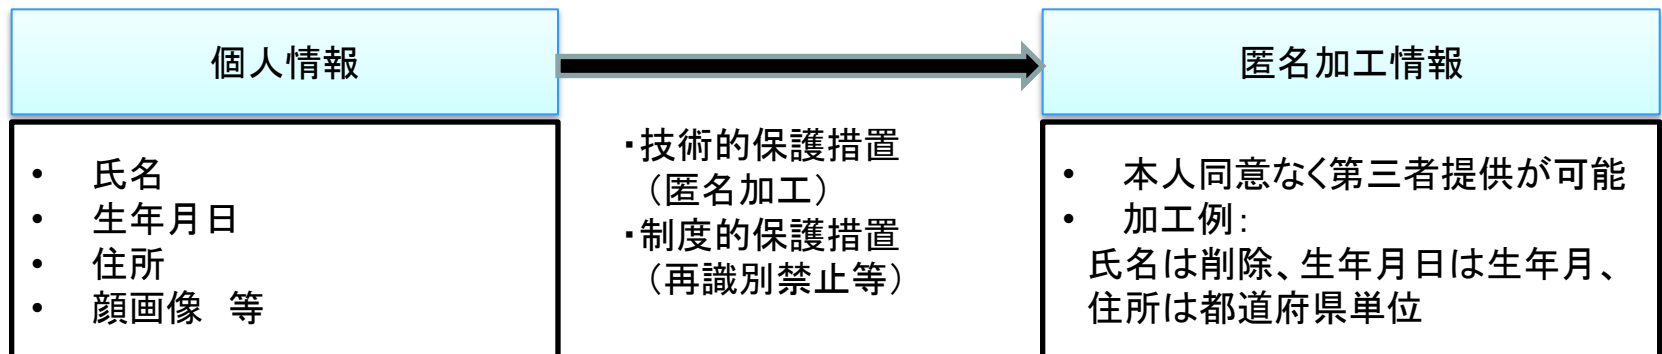 個人情報
• 氏名
• 生年月日
• 住所
• 顔画像　等
・技術的保護措置
（匿名加工）
・制度的保護措置
（再識別禁止等）
匿名加工情報
• 本人同意なく第三者提供が可能
• 加工例：
氏名は削除、生年月日は生年月、
住所は都道府県単位